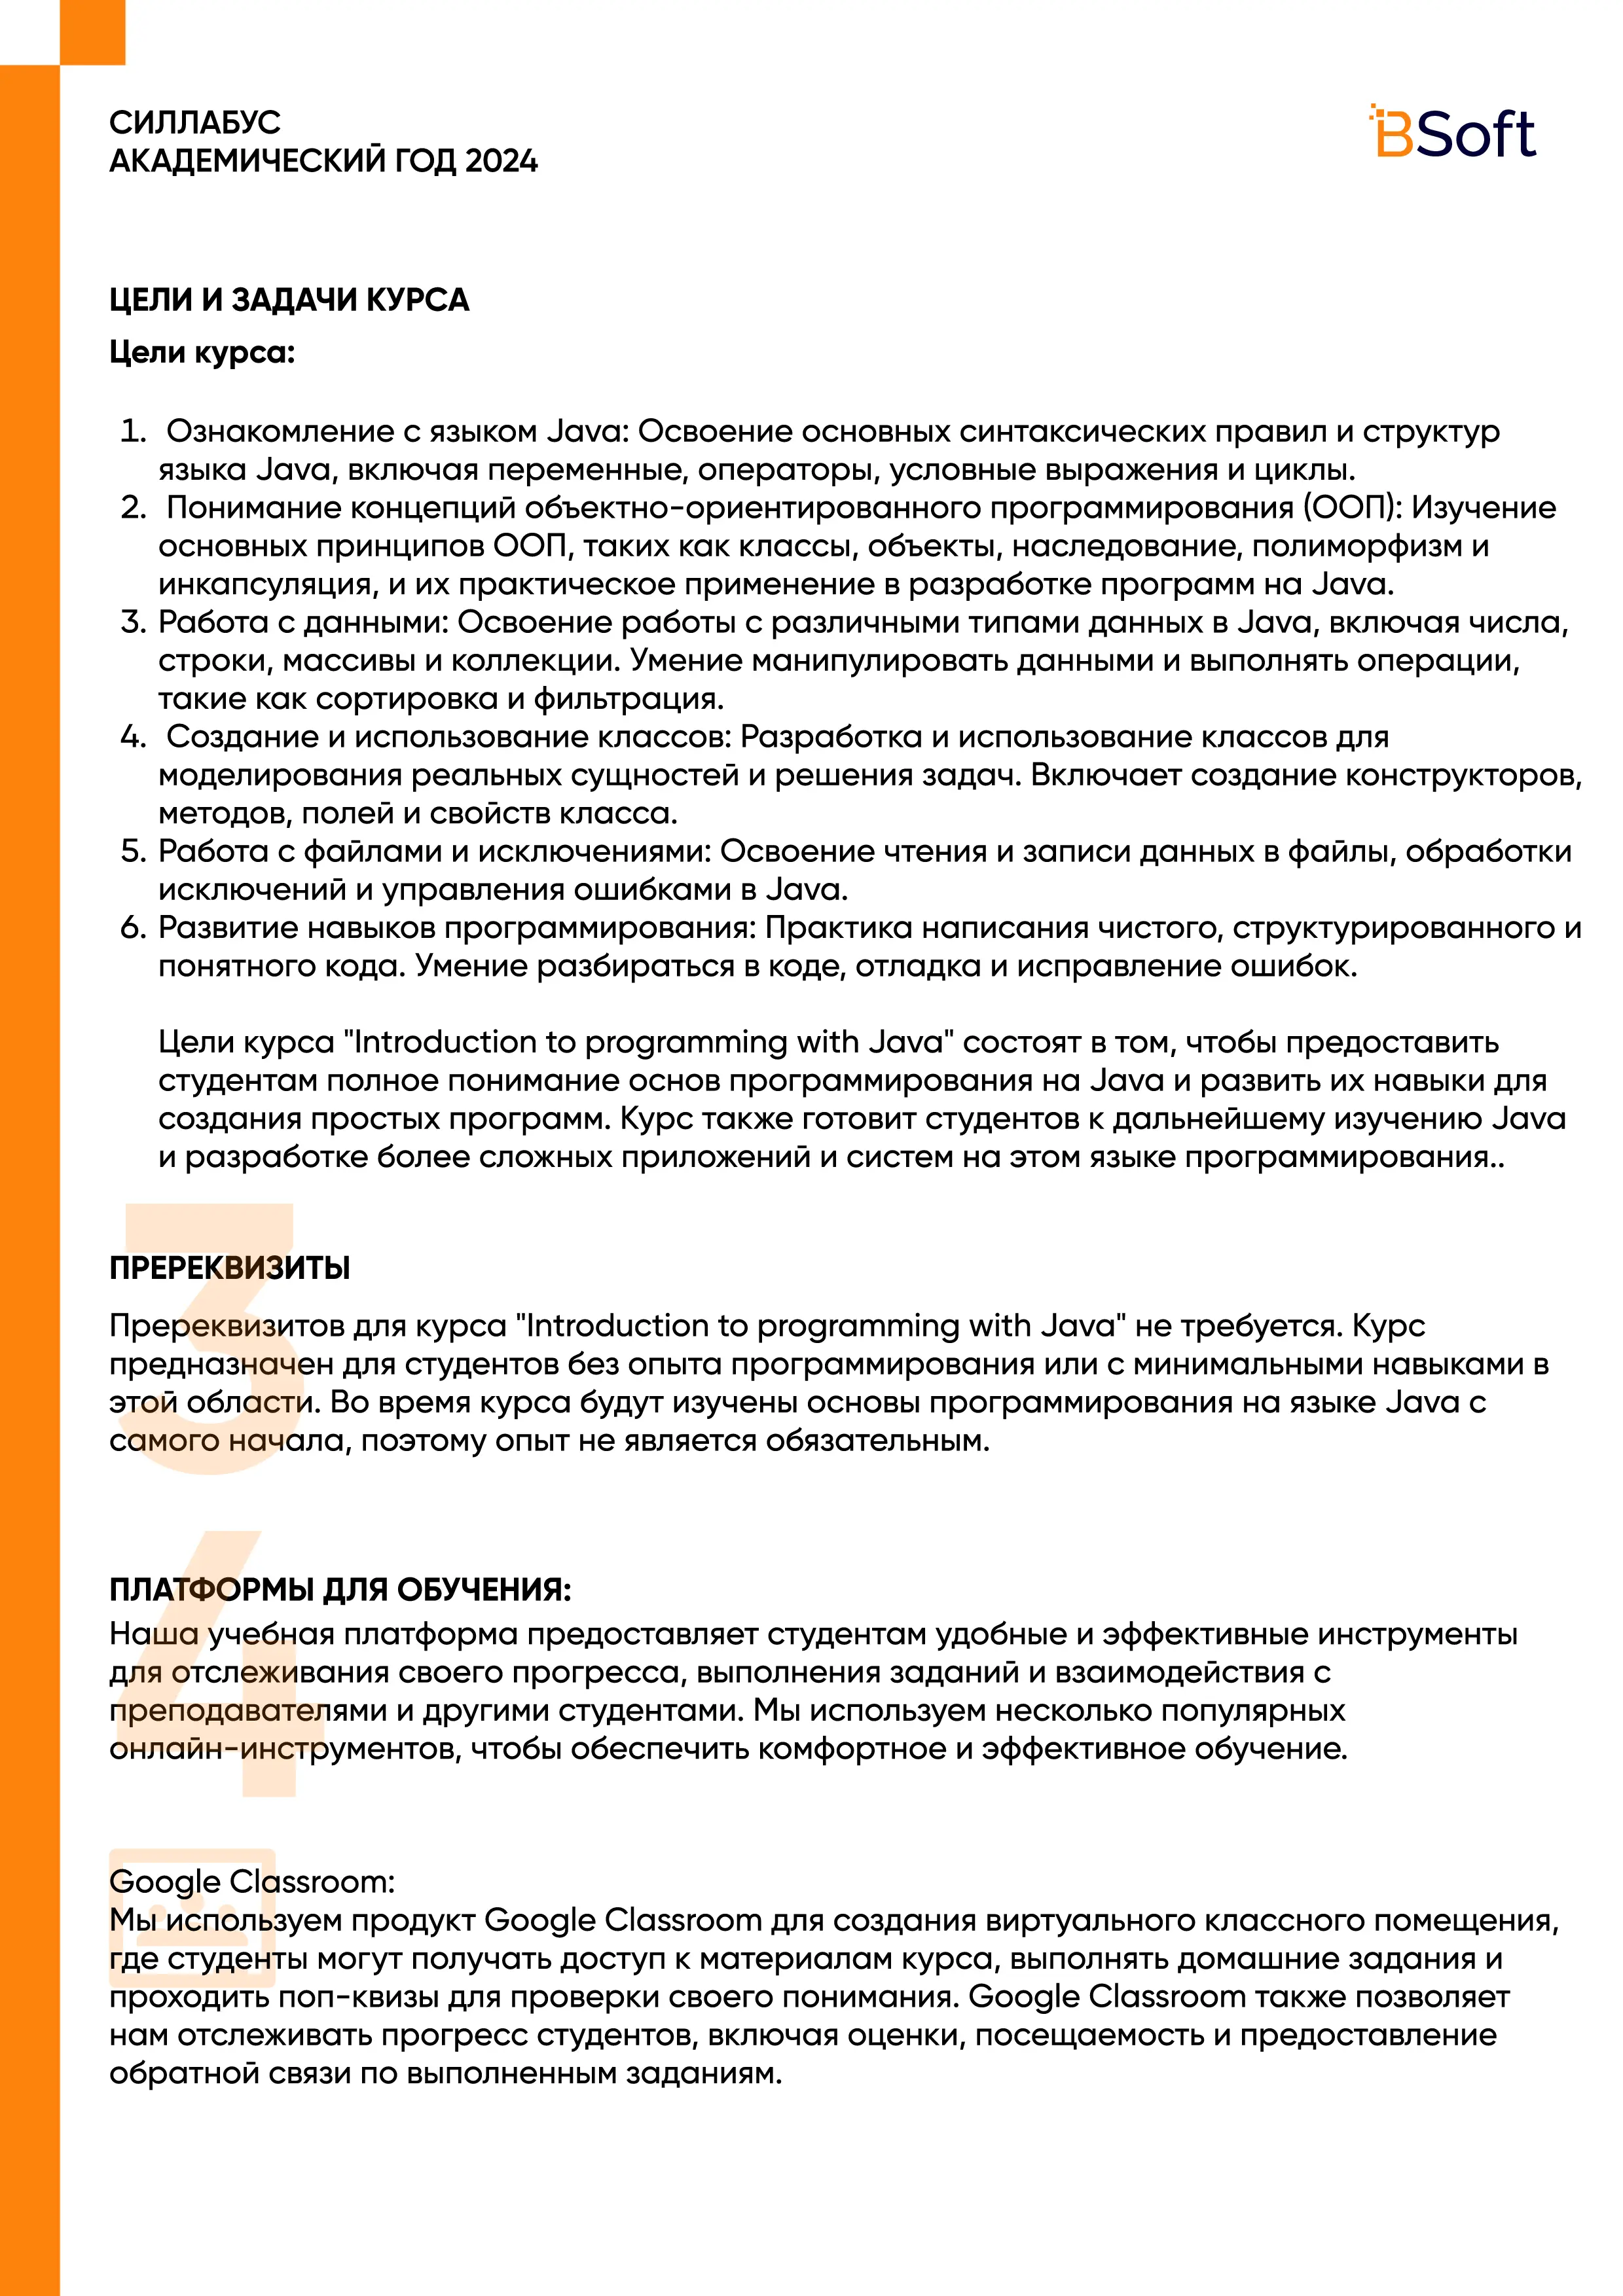 СИЛЛАБУС
АКАДЕМИЧЕСКИЙ ГОД 2024
BSoft
ЦЕЛИ И ЗАДАЧИ КУРСА
Цели курса:
1. Ознакомление с языком Java: Освоение основных синтаксических правил и структур
языка Java, включая переменные, операторы, условные выражения и циклы.
2. Понимание концепций объектно-ориентированного программирования (ООП): Изучение
основных принципов ООП, таких как классы, объекты, наследование, полиморфизм и
инкапсуляция, и их практическое применение в разработке программ на Java.
3. Работа с данными: Освоение работы с различными типами данных в Java, включая числа,
строки, массивы и коллекции. Умение манипулировать данными и выполнять операции,
такие как сортировка и фильтрация.
4. Создание и использование классов: Разработка и использование классов для
моделирования реальных сущностей и решения задач. Включает создание конструкторов,
методов, полей и свойств класса.
5. Работа с файлами и исключениями: Освоение чтения и записи данных в файлы, обработки
исключений и управления ошибками в Java.
6. Развитие навыков программирования: Практика написания чистого, структурированного и
понятного кода. Умение разбираться в коде, отладка и исправление ошибок.
Цели курса "Introduction to programming with Java" состоят в том, чтобы предоставить
студентам полное понимание основ программирования на Java и развить их навыки для
создания простых программ. Курс также готовит студентов к дальнейшему изучению Java
и разработке более сложных приложений и систем на этом языке программирования..
3
ПРЕРЕКВИЗИТЫ
Пререквизитов для курса "Introduction to programming with Java" не требуется. Курс
предназначен для студентов без опыта программирования или с минимальными навыками в
этой области. Во время курса будут изучены основы программирования на языке Java с
самого начала, поэтому опыт не является обязательным.
4
ПЛАТФОРМЫ ДЛЯ ОБУЧЕНИЯ:
Наша учебная платформа предоставляет студентам удобные и эффективные инструменты
для отслеживания своего прогресса, выполнения заданий и взаимодействия с
преподавателями и другими студентами. Мы используем несколько популярных
онлайн-инструментов, чтобы обеспечить комфортное и эффективное обучение.
Google Classroom:
Мы используем продукт Google Classroom для создания виртуального классного помещения,
где студенты могут получать доступ к материалам курса, выполнять домашние задания и
проходить поп-квизы для проверки своего понимания. Google Classroom также позволяет
нам отслеживать прогресс студентов, включая оценки, посещаемость и предоставление
обратной связи по выполненным заданиям.